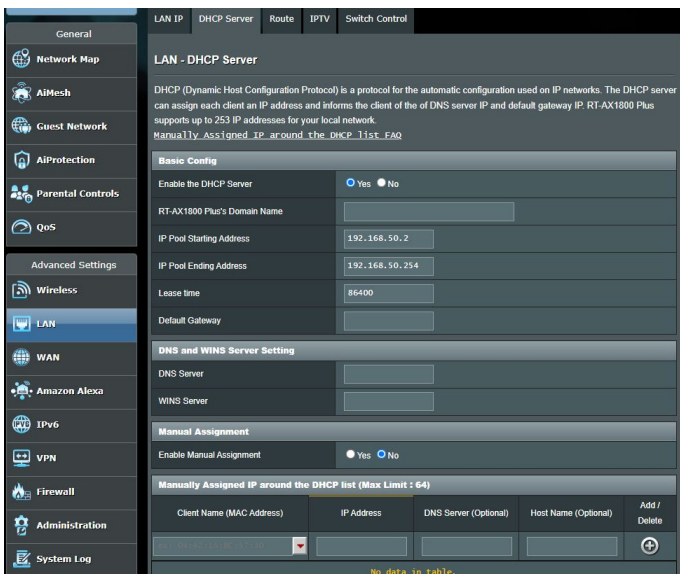 LAN IP DHCP Server Route IPTV Switch Control
General
Network Map
AiMesh
Guest Network
AiProtection
Parental Controls
QoS
Advanced Settings
Wireless
LAN
WAN
Amazon Alexa
IPv6
VPN
Firewall
Administration
System Log
LAN - DHCP Server
DHCP (Dynamic Host Configuration Protocol) is a protocol for the automatic configuration used on IP networks. The DHCP server
can assign each client an IP address and informs the client of the of DNS server IP and default gateway IP. RT-AX1800 Plus
supports up to 253 IP addresses for your local network.
Manually Assigned IP around the DHCP list FAQ
Basic Config
Enable the DHCP Server Yes No
RT-AX1800 Plus's Domain Name
IP Pool Starting Address 192.168.50.2
IP Pool Ending Address 192.168.50.254
Lease time 86400
Default Gateway
DNS and WINS Server Setting
DNS Server
WINS Server
Manual Assignment
Enable Manual Assignment Yes No
Manually Assigned IP around the DHCP list (Max Limit : 64)
Client Name (MAC Address) IP Address DNS Server (Optional) Host Name (Optional) Add / Delete
No data in table.